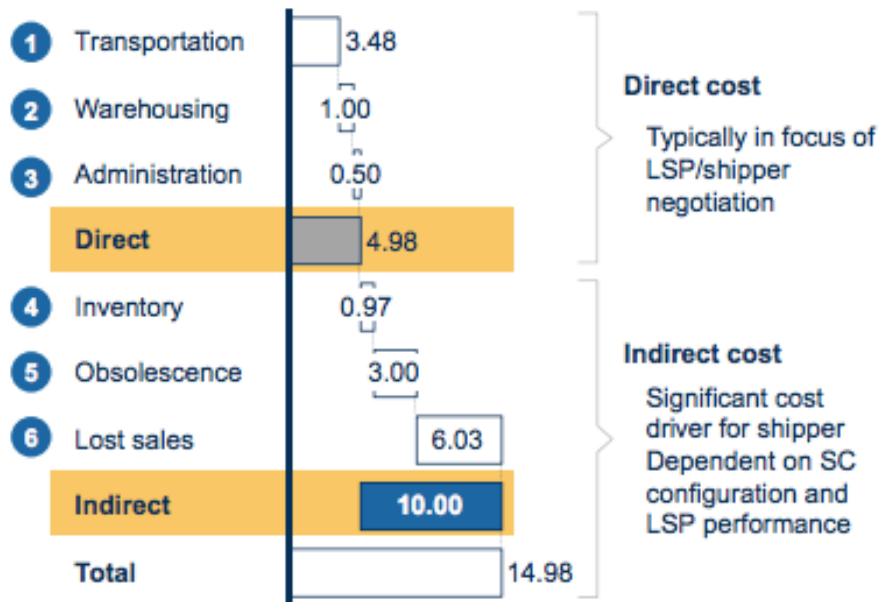 1 Transportation 3.48
2 Warehousing 1.00
3 Administration 0.50
Direct 4.98
Direct cost
Typically in focus of
LSP/shipper
negotiation
4 Inventory 0.97
5 Obsolescence 3.00
6 Lost sales 6.03
Indirect 10.00
Total 14.98
Indirect cost
Significant cost
driver for shipper
Dependent on SC
configuration and
LSP performance